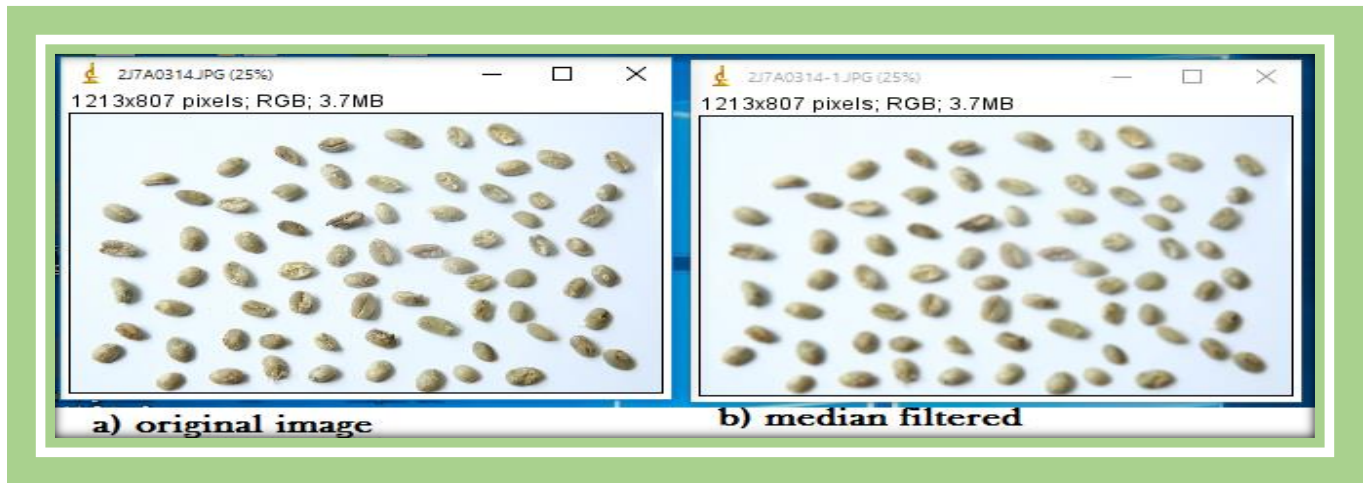 2J7A0314.JPG (25%)
1213x807 pixels; RGB; 3.7MB
2J7A0314-1.JPG (25%)
1213x807 pixels; RGB; 3.7MB
a) original image
b) median filtered